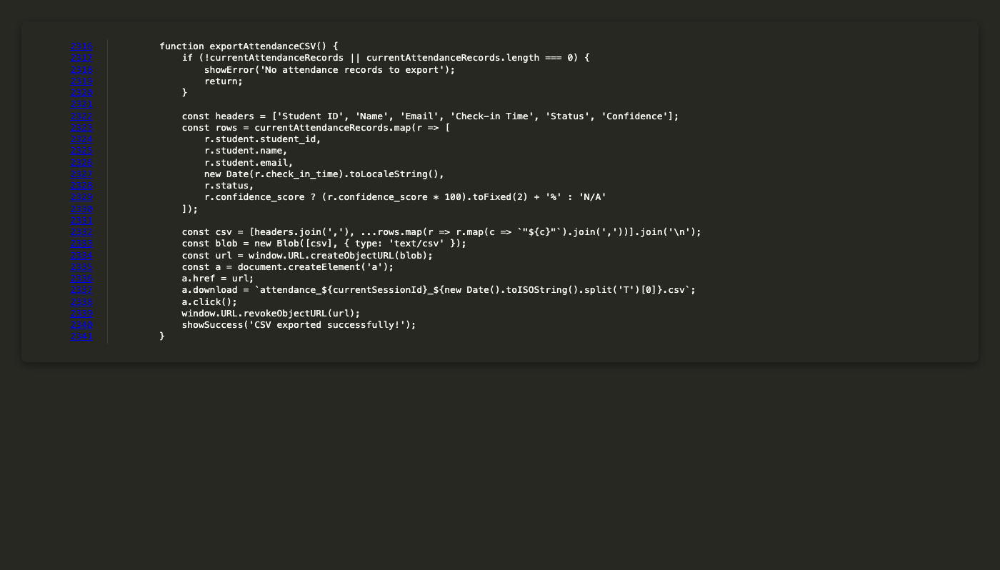 2316 function exportAttendanceCSV() {
2317 if (!currentAttendanceRecords || currentAttendanceRecords.length === 0) {
2318 showError('No attendance records to export');
2319 return;
2320 }
2321
2322 const headers = ['Student ID', 'Name', 'Email', 'Check-in Time', 'Status', 'Confidence'];
2323 const rows = currentAttendanceRecords.map(r => [
2324 r.student.student_id,
2325 r.student.name,
2326 r.student.email,
2327 new Date(r.check_in_time).toLocaleString(),
2328 r.status,
2329 r.confidence_score ? (r.confidence_score * 100).toFixed(2) + '%' : 'N/A'
2330 ]);
2331
2332 const csv = [headers.join(','), ...rows.map(r => r.map(c => `"${c}"`).join(','))].join('\n');
2333 const blob = new Blob([csv], { type: 'text/csv' });
2334 const url = window.URL.createObjectURL(blob);
2335 const a = document.createElement('a');
2336 a.href = url;
2337 a.download = `attendance_${currentSessionId}_${new Date().toISOString().split('T')[0]}.csv`;
2338 a.click();
2339 window.URL.revokeObjectURL(url);
2340 showSuccess('CSV exported successfully!');
2341 }